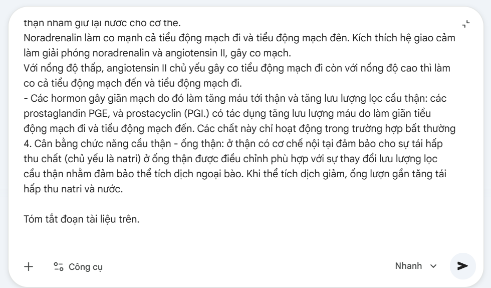 thận nhằm giữ lại nước cho cơ thể.
Noradrenalin làm co mạnh cả tiểu động mạch đi và tiểu động mạch đến. Kích thích hệ giao cảm
làm giải phóng noradrenalin và angiotensin II, gây co mạch.
Với nồng độ thấp, angiotensin II chủ yếu gây co tiểu động mạch đi còn với nồng độ cao thì làm
co cả tiểu động mạch đến và tiểu động mạch đi.
- Các hormon gây giãn mạch do đó làm tăng máu tới thận và tăng lưu lượng lọc cầu thận: các
prostaglandin PGE, và prostacyclin (PGI.) có tác dụng tăng lưu lượng máu do làm giãn tiểu
động mạch đi và tiểu động mạch đến. Các chất này chỉ hoạt động trong trường hợp bất thường
4. Cân bằng chức năng cầu thận - ống thận: ở thận có cơ chế nội tại đảm bảo cho sự tái hấp
thu chất (chủ yếu là natri) ở ống thận được điều chỉnh phù hợp với sự thay đổi lưu lượng lọc
cầu thận nhằm đảm bảo thể tích dịch ngoại bào. Khi thể tích dịch giảm, ống lượn gần tăng tái
hấp thu natri và nước.
Tóm tắt đoạn tài liệu trên.
Công cụ
Nhanh